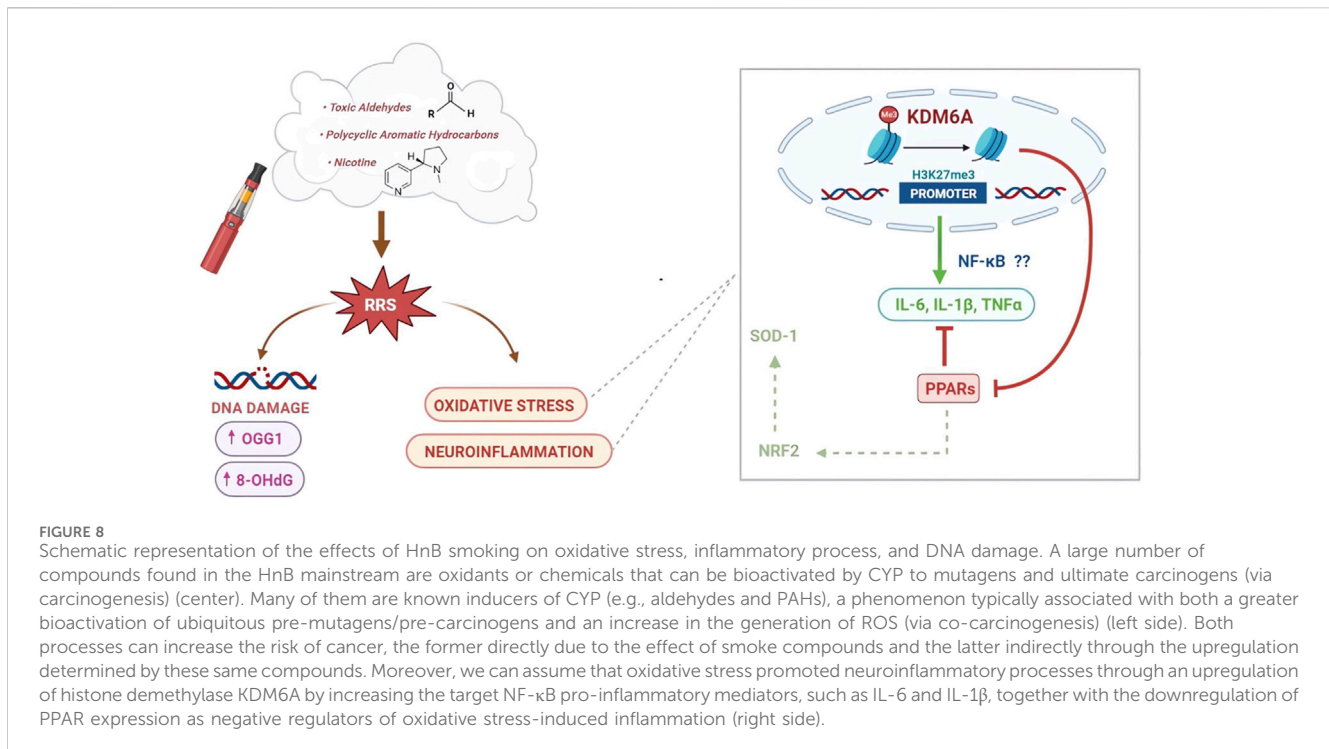 • Toxic Aldehydes
O
R
H
• Polycyclic Aromatic Hydrocarbons
• Nicotine
H
N
N
RRS
DNA DAMAGE
↑ OGG1
↑ 8-OHdG
OXIDATIVE STRESS
NEUROINFLAMMATION
Me3
KDM6A
H3K27me3
PROMOTER
NF-κB ??
IL-6, IL-1β, TNFα
SOD-1
PPARs
NRF2
FIGURE 8
Schematic representation of the effects of HnB smoking on oxidative stress, inflammatory process, and DNA damage. A large number of
compounds found in the HnB mainstream are oxidants or chemicals that can be bioactivated by CYP to mutagens and ultimate carcinogens (via
carcinogenesis) (center). Many of them are known inducers of CYP (e.g., aldehydes and PAHs), a phenomenon typically associated with both a greater
bioactivation of ubiquitous pre-mutagens/pre-carcinogens and an increase in the generation of ROS (via co-carcinogenesis) (left side). Both
processes can increase the risk of cancer, the former directly due to the effect of smoke compounds and the latter indirectly through the upregulation
determined by these same compounds. Moreover, we can assume that oxidative stress promoted neuroinflammatory processes through an upregulation
of histone demethylase KDM6A by increasing the target NF-κB pro-inflammatory mediators, such as IL-6 and IL-1β, together with the downregulation of
PPAR expression as negative regulators of oxidative stress-induced inflammation (right side).